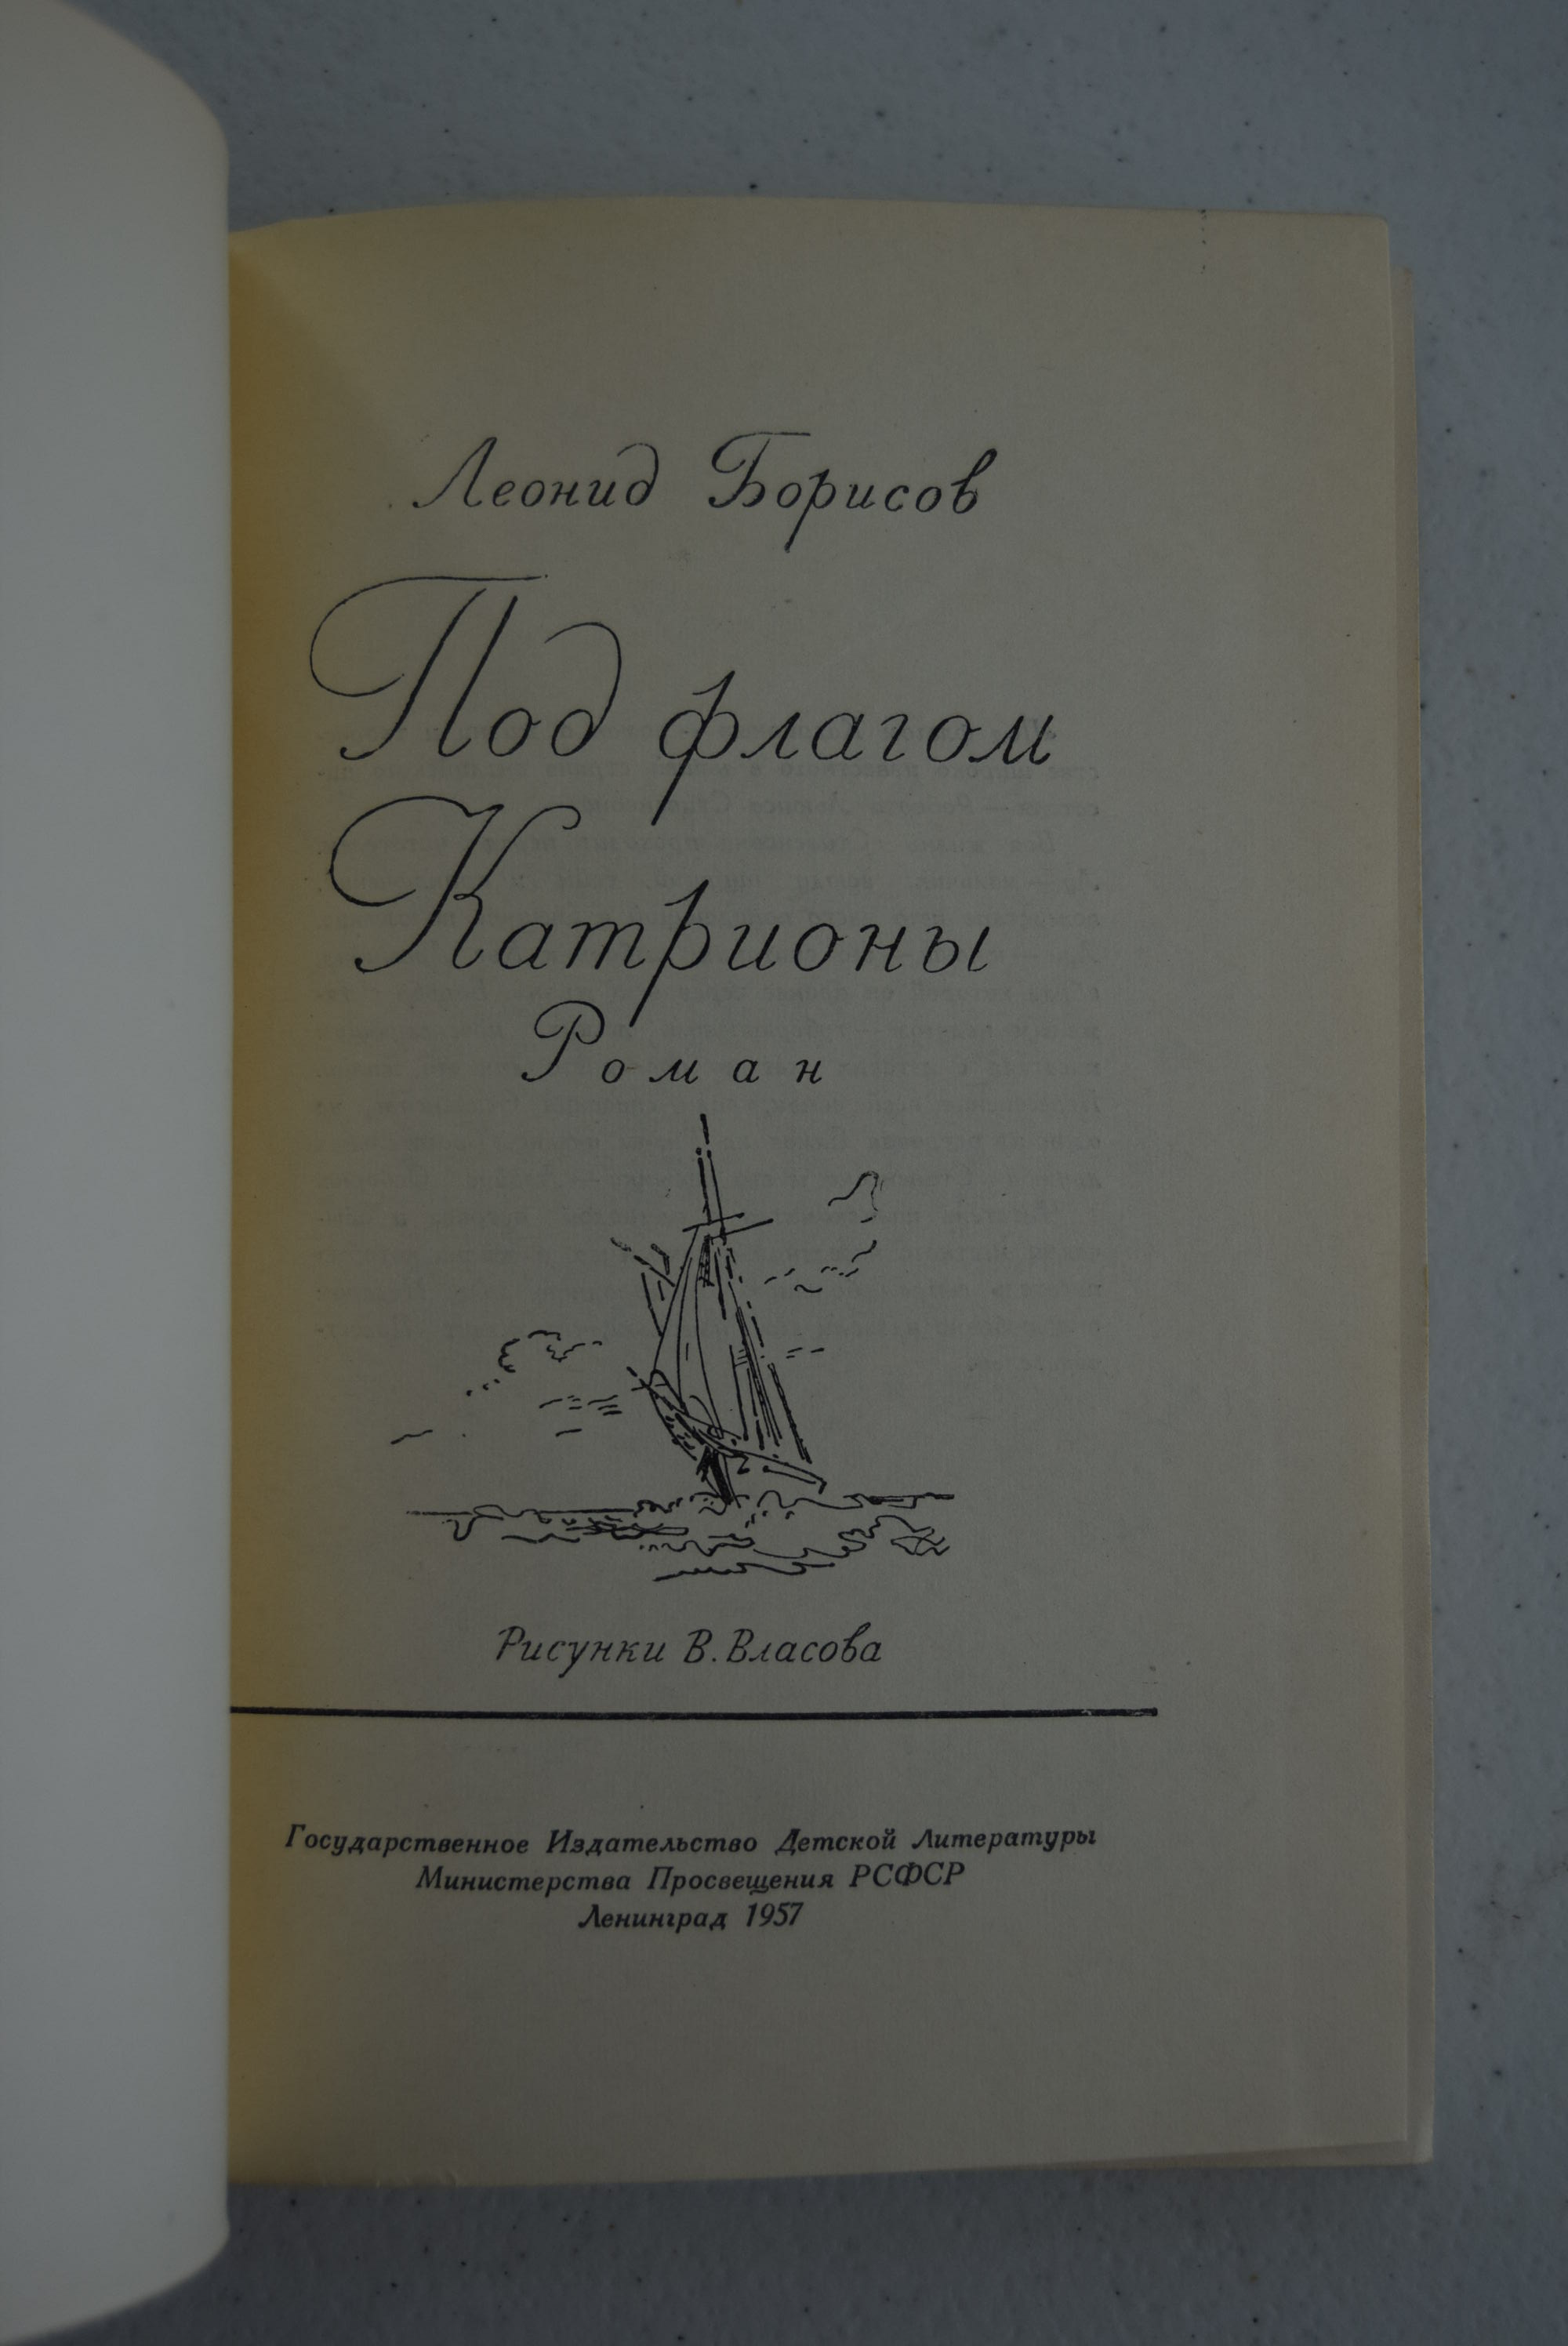 Леонид Борисов
Под флагом
Катрионы
Роман
Рисунки В. Власова
Государственное Издательство Детской Литературы
Министерства Просвещения РСФСР
Ленинград 1957